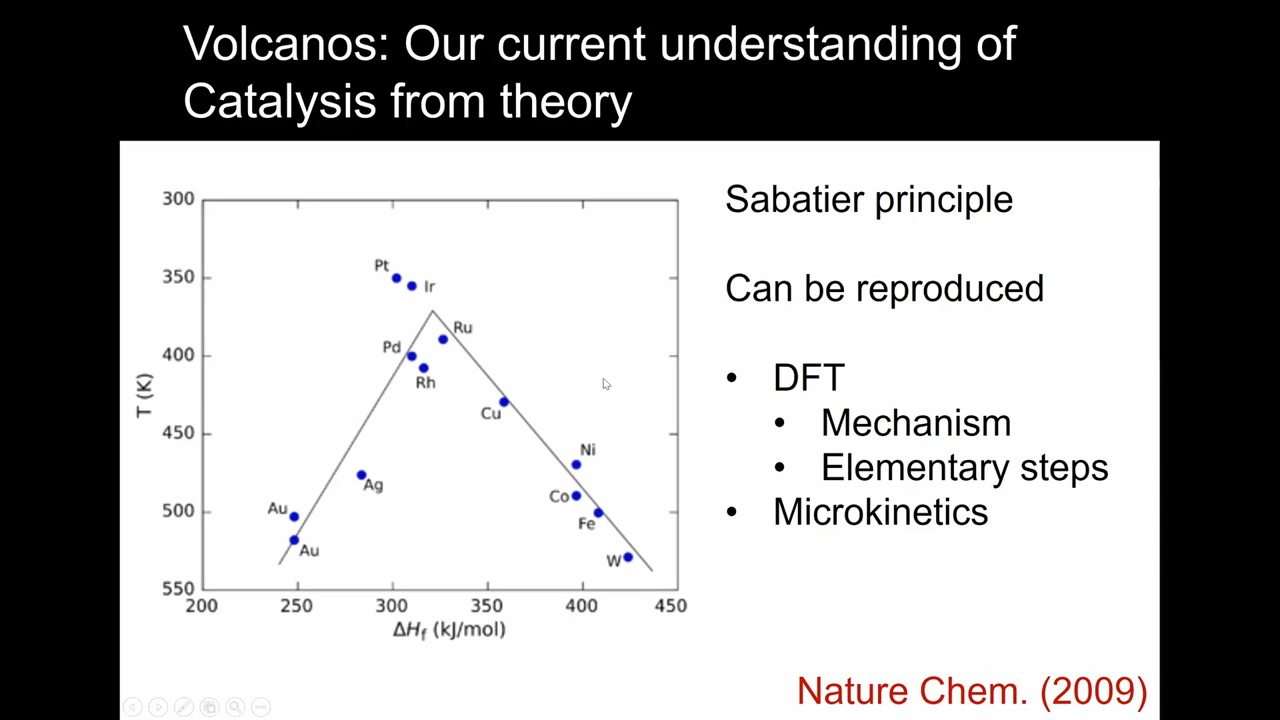 Volcanos: Our current understanding of
Catalysis from theory
300
350
400
450
500
550
T (K)
Pt
Ir
Ru
Pd
Rh
Cu
Ni
Ag
Co
Au
Fe
Au
W
200
250
300
350
400
450
ΔHf (kJ/mol)
Sabatier principle
Can be reproduced
• DFT
• Mechanism
• Elementary steps
• Microkinetics
Nature Chem. (2009)